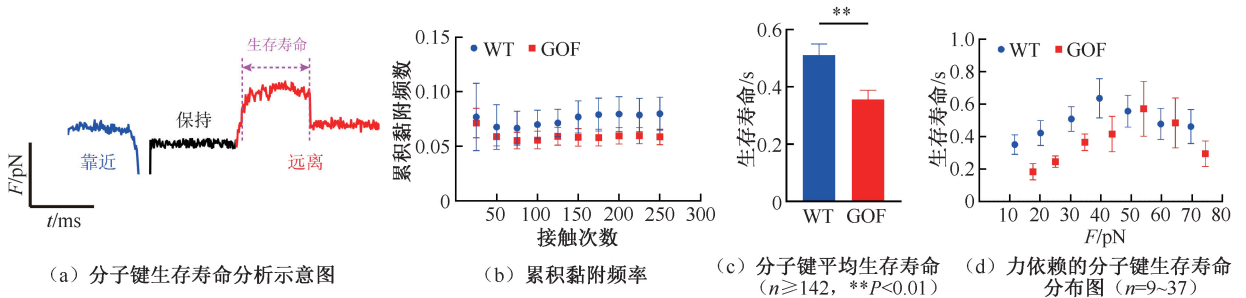 生存寿命
保持
靠近
远离
F/pN
t/ms
(a) 分子键生存寿命分析示意图
累积黏附频数
0.15
0.10
0.05
0
WT GOF
50 100 150 200 250 300
接触次数
(b) 累积黏附频率
生存寿命/s
0.6
0.4
0.2
0
**
WT GOF
(c) 分子键平均生存寿命
(n≥142, **P<0.01)
生存寿命/s
1.0
0.8
0.6
0.4
0.2
0
WT GOF
10 20 30 40 50 60 70 80
F/pN
(d) 力依赖的分子键生存寿命
分布图 (n=9~37)